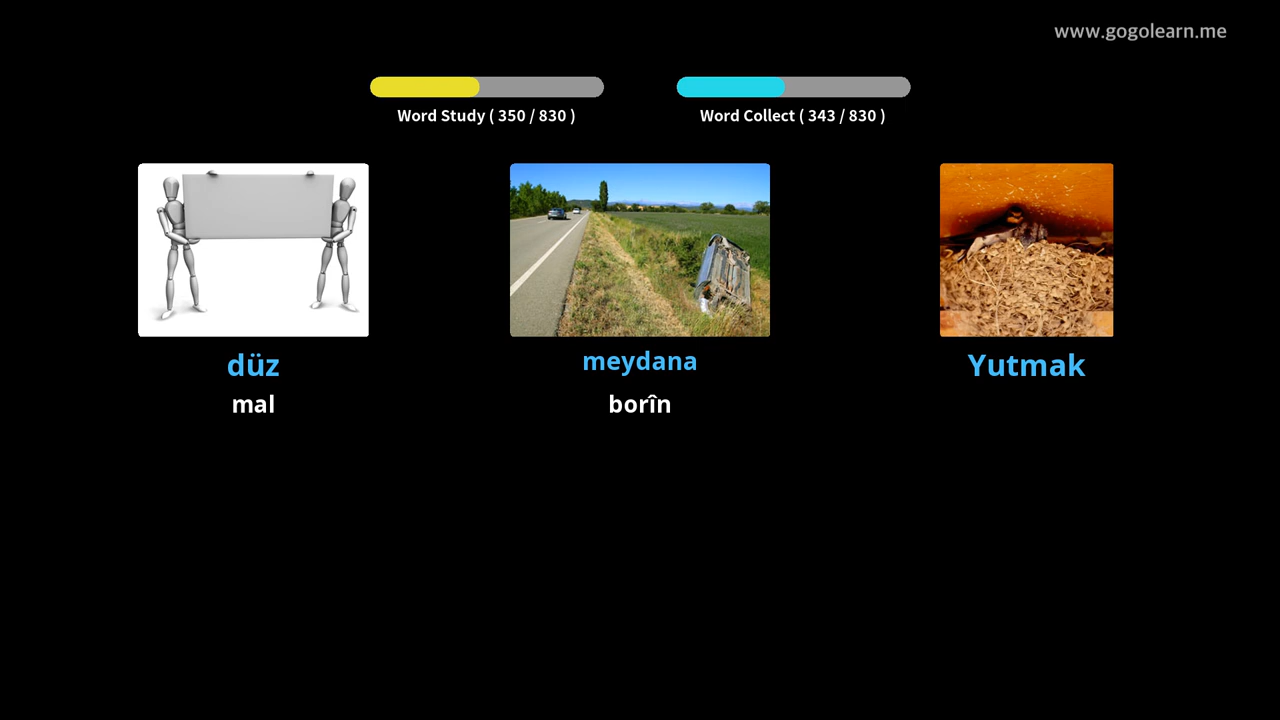 www.gogolearn.me
Word Study ( 350 / 830 )
Word Collect ( 343 / 830 )
düz
meydana
Yutmak
mal
borîn